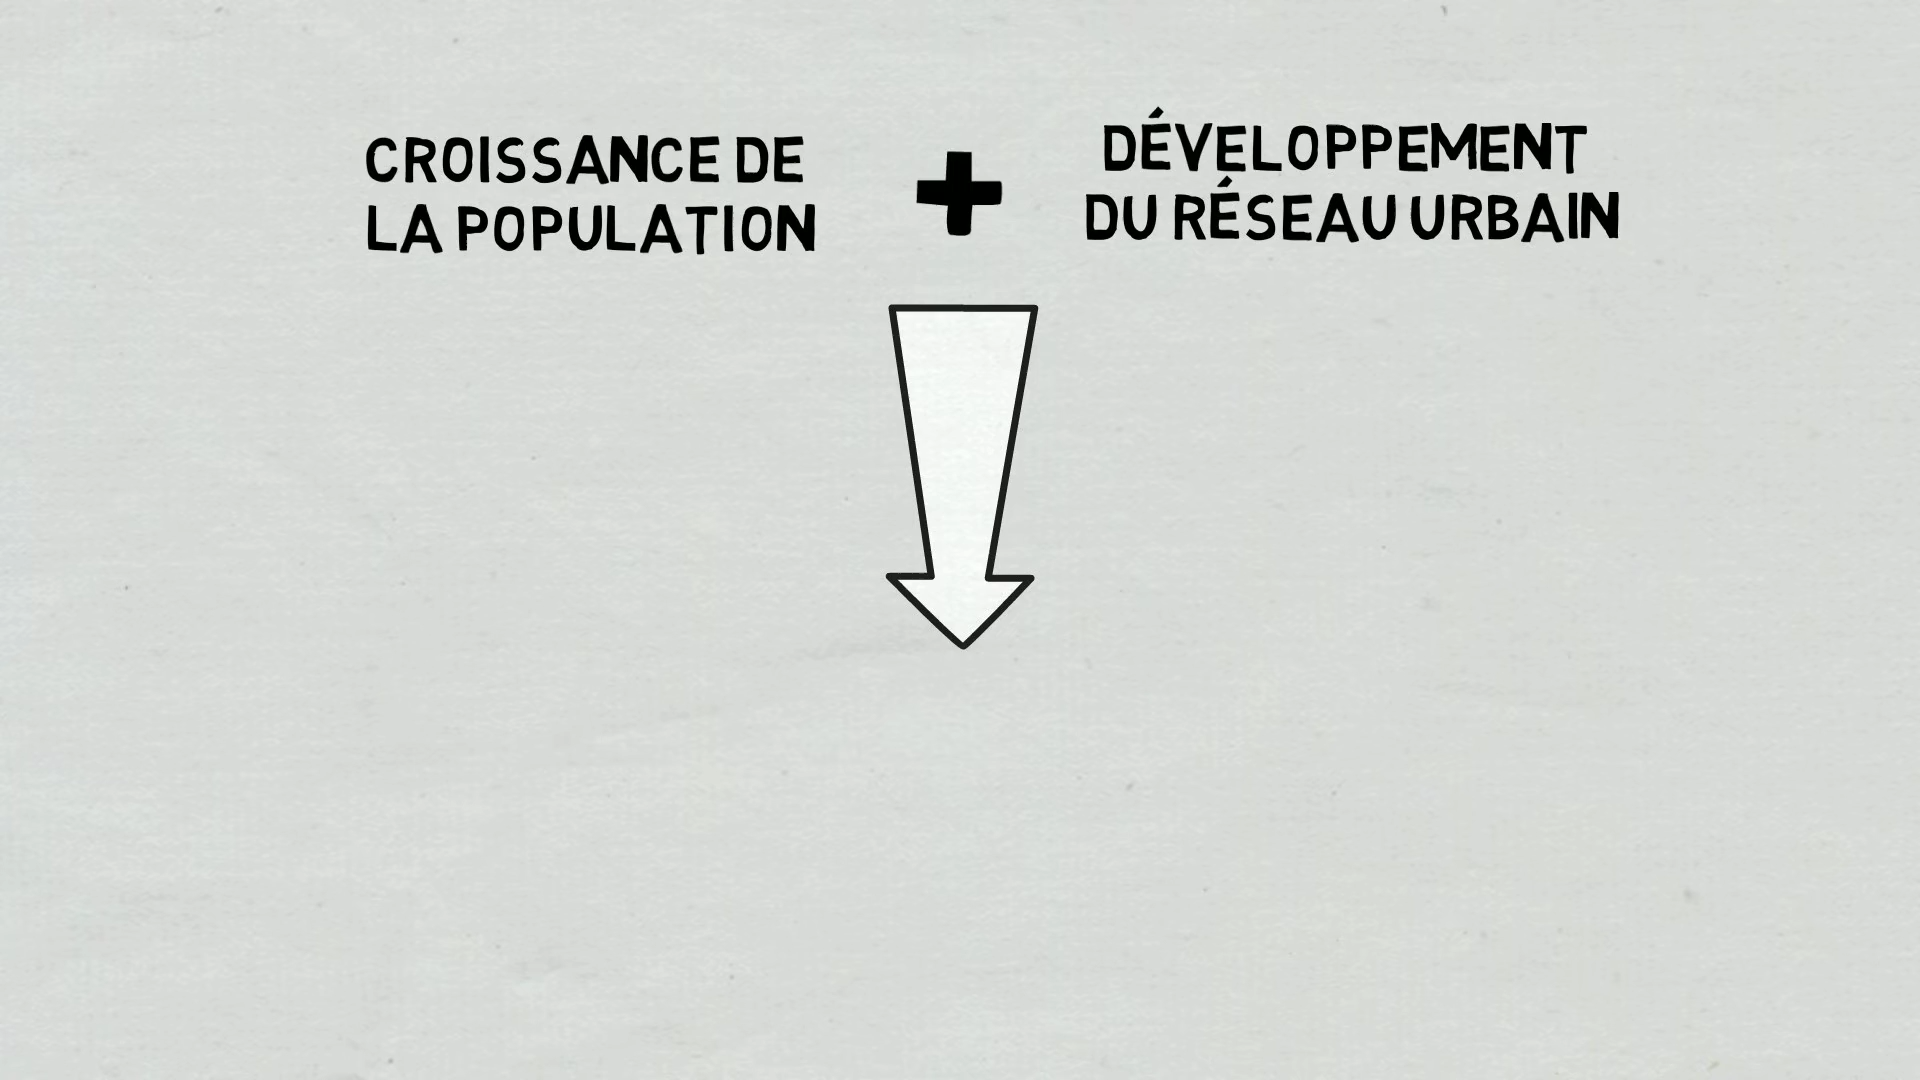 CROISSANCE DE
LA POPULATION
+
DÉVELOPPEMENT
DU RÉSEAU URBAIN